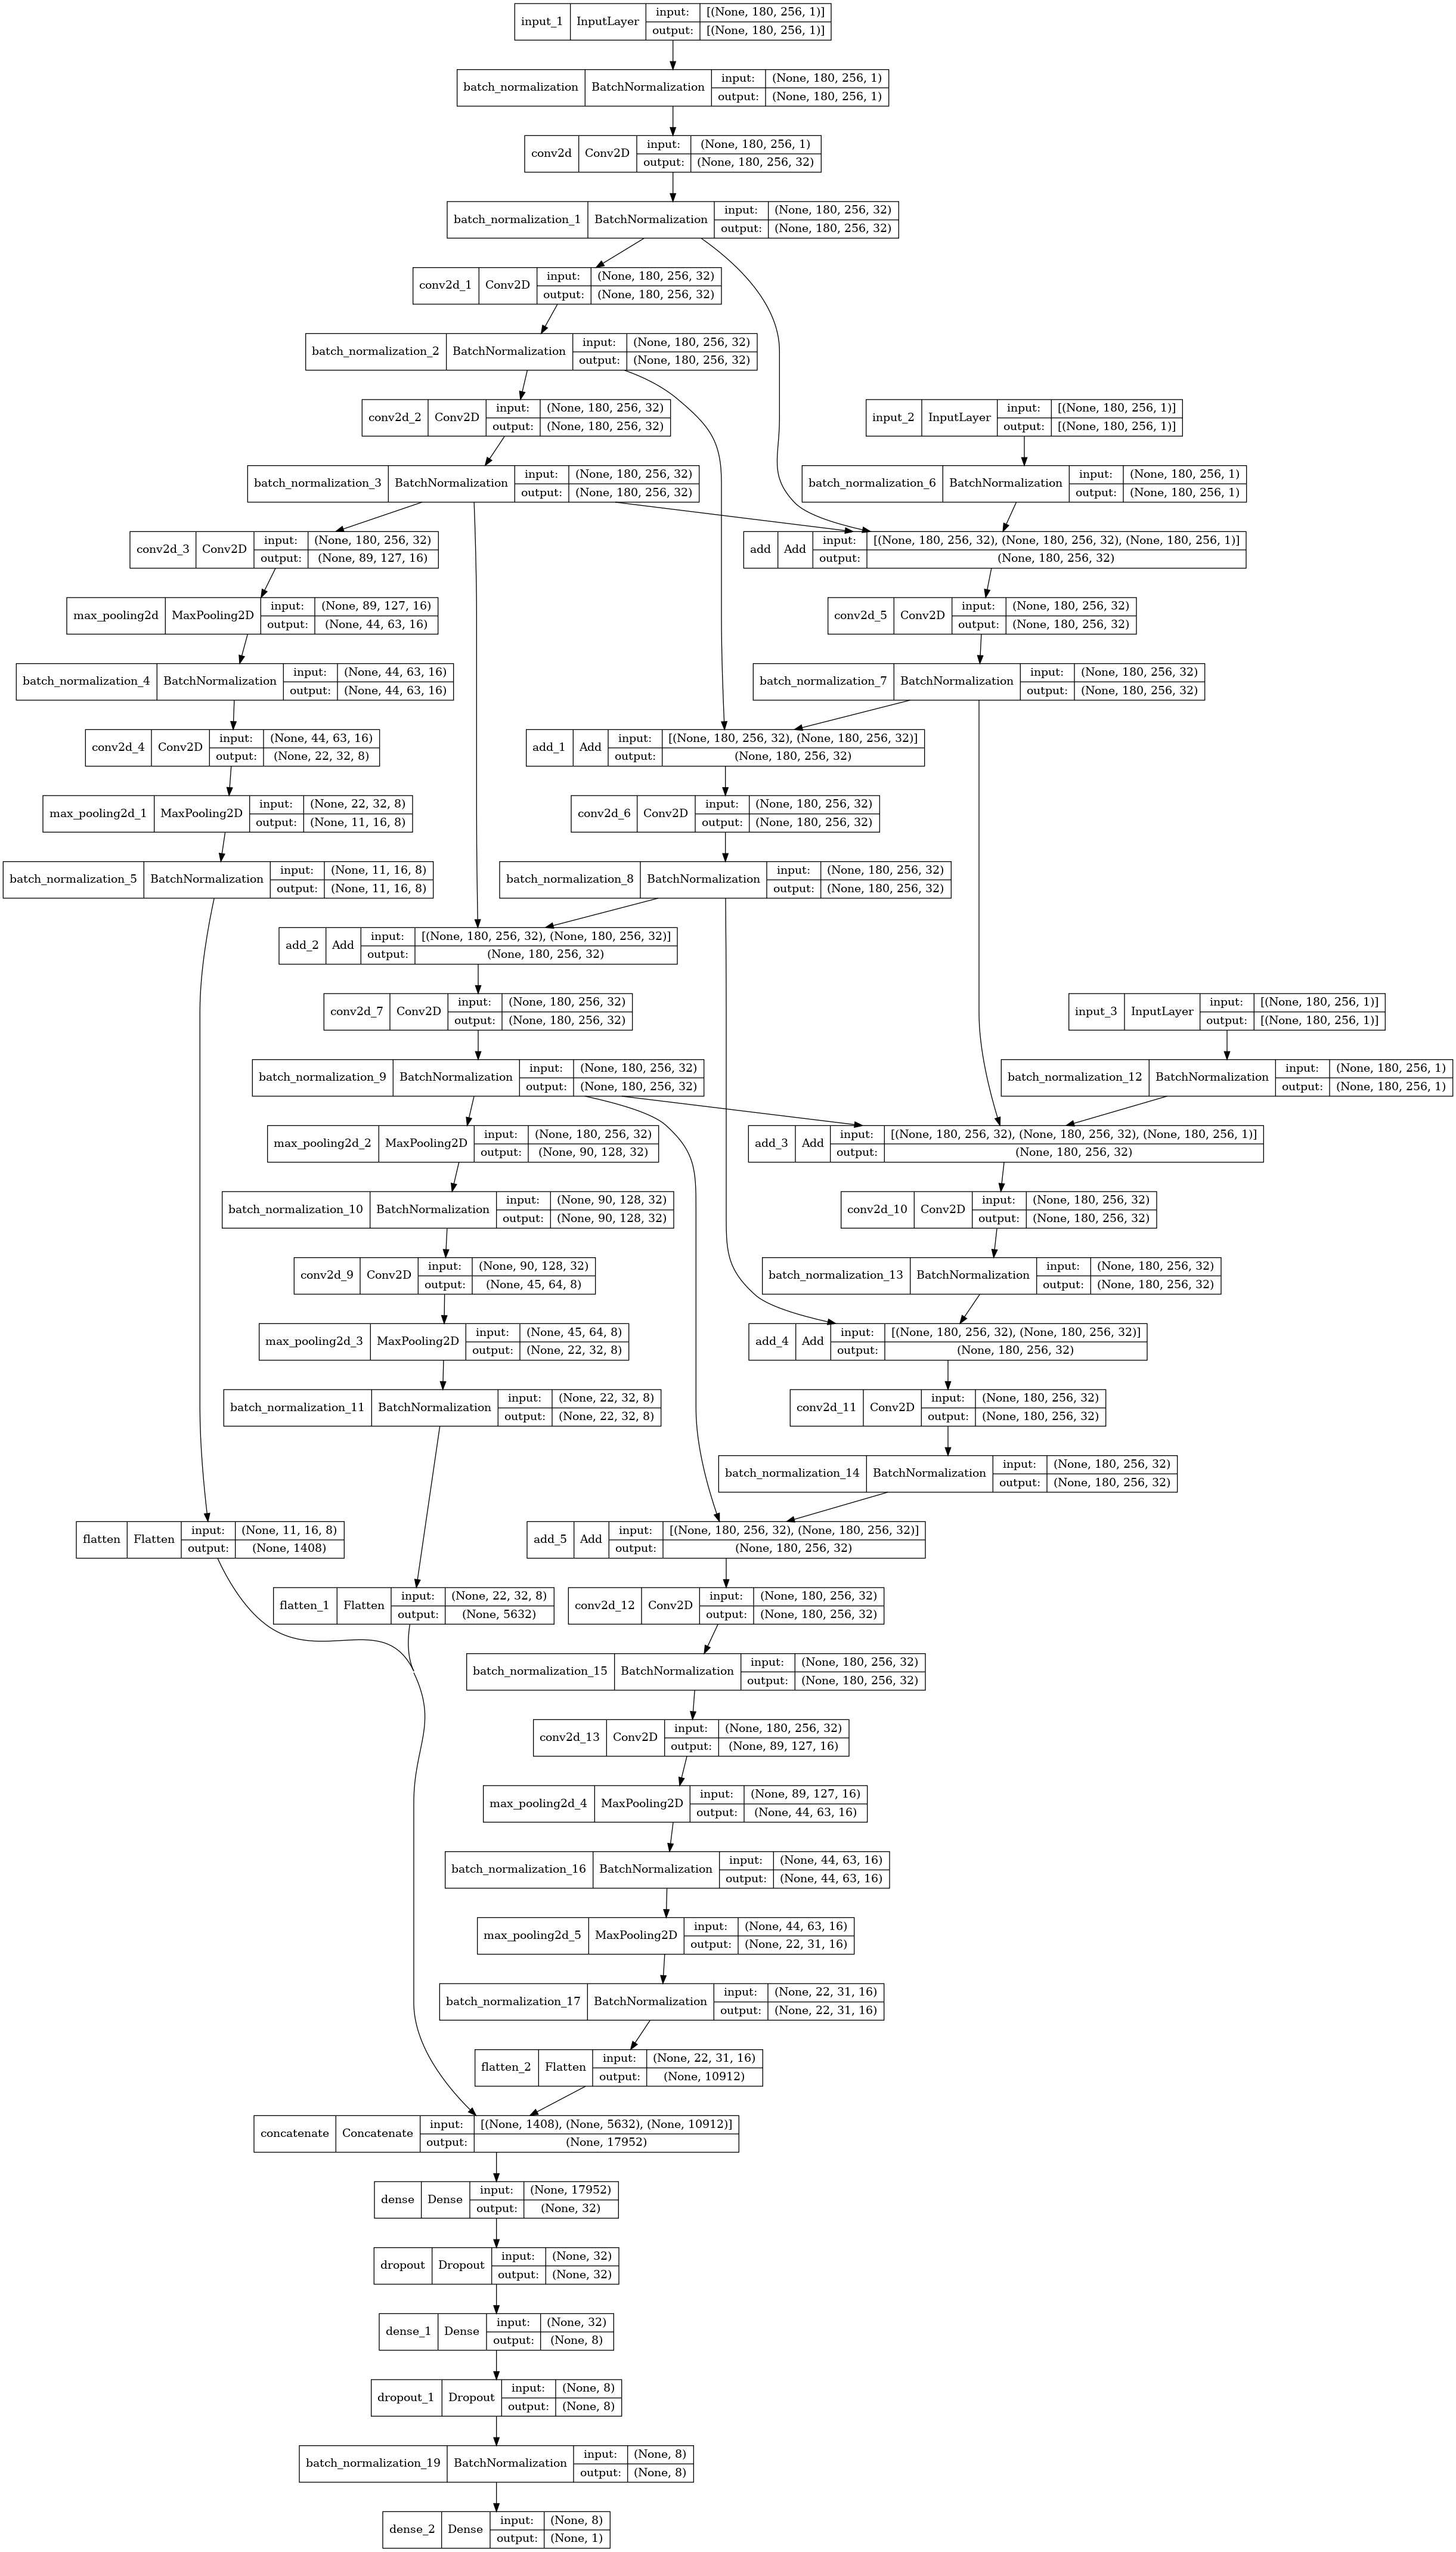 input_1 InputLayer input: [(None, 180, 256, 1)]
output: [(None, 180, 256, 1)]
batch_normalization BatchNormalization input: (None, 180, 256, 1)
output: (None, 180, 256, 1)
conv2d Conv2D input: (None, 180, 256, 1)
output: (None, 180, 256, 32)
batch_normalization_1 BatchNormalization input: (None, 180, 256, 32)
output: (None, 180, 256, 32)
conv2d_1 Conv2D input: (None, 180, 256, 32)
output: (None, 180, 256, 32)
batch_normalization_2 BatchNormalization input: (None, 180, 256, 32)
output: (None, 180, 256, 32)
conv2d_2 Conv2D input: (None, 180, 256, 32)
output: (None, 180, 256, 32)
input_2 InputLayer input: [(None, 180, 256, 1)]
output: [(None, 180, 256, 1)]
batch_normalization_3 BatchNormalization input: (None, 180, 256, 32)
output: (None, 180, 256, 32)
batch_normalization_6 BatchNormalization input: (None, 180, 256, 1)
output: (None, 180, 256, 1)
conv2d_3 Conv2D input: (None, 180, 256, 32)
output: (None, 89, 127, 16)
add Add input: [(None, 180, 256, 32), (None, 180, 256, 32), (None, 180, 256, 1)]
output: (None, 180, 256, 32)
max_pooling2d MaxPooling2D input: (None, 89, 127, 16)
output: (None, 44, 63, 16)
conv2d_5 Conv2D input: (None, 180, 256, 32)
output: (None, 180, 256, 32)
batch_normalization_4 BatchNormalization input: (None, 44, 63, 16)
output: (None, 44, 63, 16)
batch_normalization_7 BatchNormalization input: (None, 180, 256, 32)
output: (None, 180, 256, 32)
conv2d_4 Conv2D input: (None, 44, 63, 16)
output: (None, 22, 32, 8)
add_1 Add input: [(None, 180, 256, 32), (None, 180, 256, 32)]
output: (None, 180, 256, 32)
max_pooling2d_1 MaxPooling2D input: (None, 22, 32, 8)
output: (None, 11, 16, 8)
conv2d_6 Conv2D input: (None, 180, 256, 32)
output: (None, 180, 256, 32)
batch_normalization_5 BatchNormalization input: (None, 11, 16, 8)
output: (None, 11, 16, 8)
batch_normalization_8 BatchNormalization input: (None, 180, 256, 32)
output: (None, 180, 256, 32)
add_2 Add input: [(None, 180, 256, 32), (None, 180, 256, 32)]
output: (None, 180, 256, 32)
conv2d_7 Conv2D input: (None, 180, 256, 32)
output: (None, 180, 256, 32)
input_3 InputLayer input: [(None, 180, 256, 1)]
output: [(None, 180, 256, 1)]
batch_normalization_9 BatchNormalization input: (None, 180, 256, 32)
output: (None, 180, 256, 32)
batch_normalization_12 BatchNormalization input: (None, 180, 256, 1)
output: (None, 180, 256, 1)
max_pooling2d_2 MaxPooling2D input: (None, 180, 256, 32)
output: (None, 90, 128, 32)
add_3 Add input: [(None, 180, 256, 32), (None, 180, 256, 32), (None, 180, 256, 1)]
output: (None, 180, 256, 32)
batch_normalization_10 BatchNormalization input: (None, 90, 128, 32)
output: (None, 90, 128, 32)
conv2d_10 Conv2D input: (None, 180, 256, 32)
output: (None, 180, 256, 32)
conv2d_9 Conv2D input: (None, 90, 128, 32)
output: (None, 45, 64, 8)
batch_normalization_13 BatchNormalization input: (None, 180, 256, 32)
output: (None, 180, 256, 32)
max_pooling2d_3 MaxPooling2D input: (None, 45, 64, 8)
output: (None, 22, 32, 8)
add_4 Add input: [(None, 180, 256, 32), (None, 180, 256, 32)]
output: (None, 180, 256, 32)
batch_normalization_11 BatchNormalization input: (None, 22, 32, 8)
output: (None, 22, 32, 8)
conv2d_11 Conv2D input: (None, 180, 256, 32)
output: (None, 180, 256, 32)
batch_normalization_14 BatchNormalization input: (None, 180, 256, 32)
output: (None, 180, 256, 32)
flatten Flatten input: (None, 11, 16, 8)
output: (None, 1408)
add_5 Add input: [(None, 180, 256, 32), (None, 180, 256, 32)]
output: (None, 180, 256, 32)
flatten_1 Flatten input: (None, 22, 32, 8)
output: (None, 5632)
conv2d_12 Conv2D input: (None, 180, 256, 32)
output: (None, 180, 256, 32)
batch_normalization_15 BatchNormalization input: (None, 180, 256, 32)
output: (None, 180, 256, 32)
conv2d_13 Conv2D input: (None, 180, 256, 32)
output: (None, 89, 127, 16)
max_pooling2d_4 MaxPooling2D input: (None, 89, 127, 16)
output: (None, 44, 63, 16)
batch_normalization_16 BatchNormalization input: (None, 44, 63, 16)
output: (None, 44, 63, 16)
max_pooling2d_5 MaxPooling2D input: (None, 44, 63, 16)
output: (None, 22, 31, 16)
batch_normalization_17 BatchNormalization input: (None, 22, 31, 16)
output: (None, 22, 31, 16)
flatten_2 Flatten input: (None, 22, 31, 16)
output: (None, 10912)
concatenate Concatenate input: [(None, 1408), (None, 5632), (None, 10912)]
output: (None, 17952)
dense Dense input: (None, 17952)
output: (None, 32)
dropout Dropout input: (None, 32)
output: (None, 32)
dense_1 Dense input: (None, 32)
output: (None, 8)
dropout_1 Dropout input: (None, 8)
output: (None, 8)
batch_normalization_19 BatchNormalization input: (None, 8)
output: (None, 8)
dense_2 Dense input: (None, 8)
output: (None, 1)